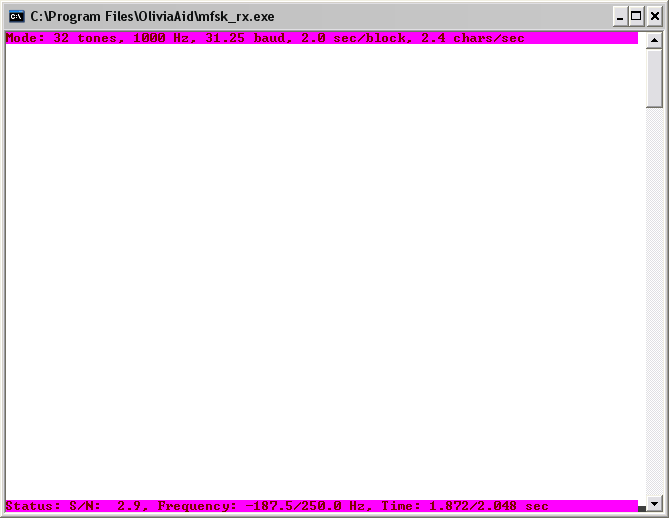 C:\Program Files\OliviaAid\mfsk_rx.exe
Mode: 32 tones, 1000 Hz, 31.25 baud, 2.0 sec/block, 2.4 chars/sec
Status: S/N:  2.9, Frequency: -187.5/250.0 Hz, Time: 1.872/2.048 sec